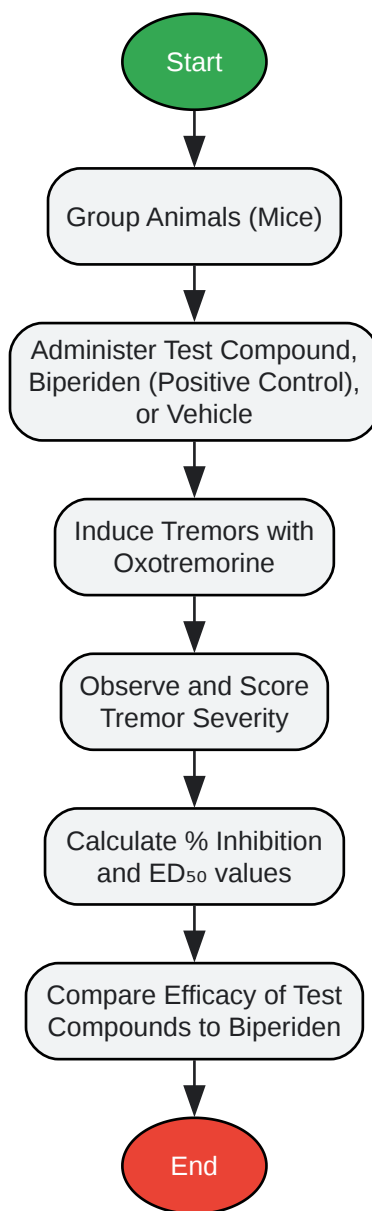 Start
Group Animals (Mice)
Administer Test Compound,
Biperiden (Positive Control),
or Vehicle
Induce Tremors with
Oxotremorine
Observe and Score
Tremor Severity
Calculate % Inhibition
and ED₅₀ values
Compare Efficacy of Test
Compounds to Biperiden
End